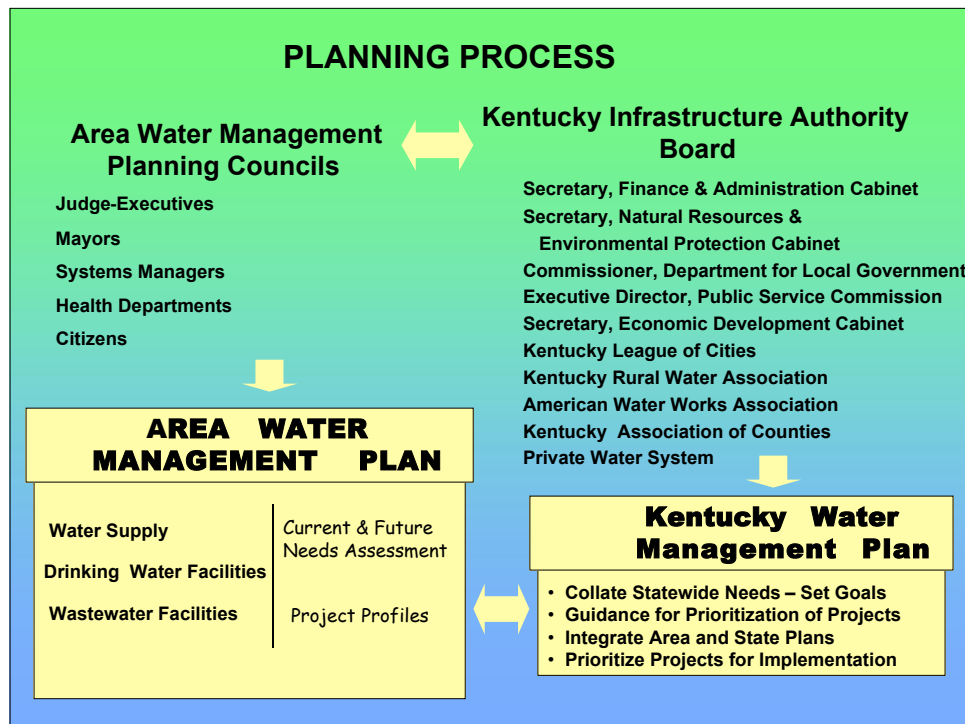 PLANNING PROCESS
Area Water Management
Planning Councils
Judge-Executives
Mayors
Systems Managers
Health Departments
Citizens
Kentucky Infrastructure Authority
Board
Secretary, Finance & Administration Cabinet
Secretary, Natural Resources &
Environmental Protection Cabinet
Commissioner, Department for Local Government
Executive Director, Public Service Commission
Secretary, Economic Development Cabinet
Kentucky League of Cities
Kentucky Rural Water Association
American Water Works Association
Kentucky Association of Counties
Private Water System
AREA WATER
MANAGEMENT PLAN
Water Supply
Drinking Water Facilities
Wastewater Facilities
Current & Future
Needs Assessment
Project Profiles
Kentucky Water
Management Plan
• Collate Statewide Needs – Set Goals
• Guidance for Prioritization of Projects
• Integrate Area and State Plans
• Prioritize Projects for Implementation